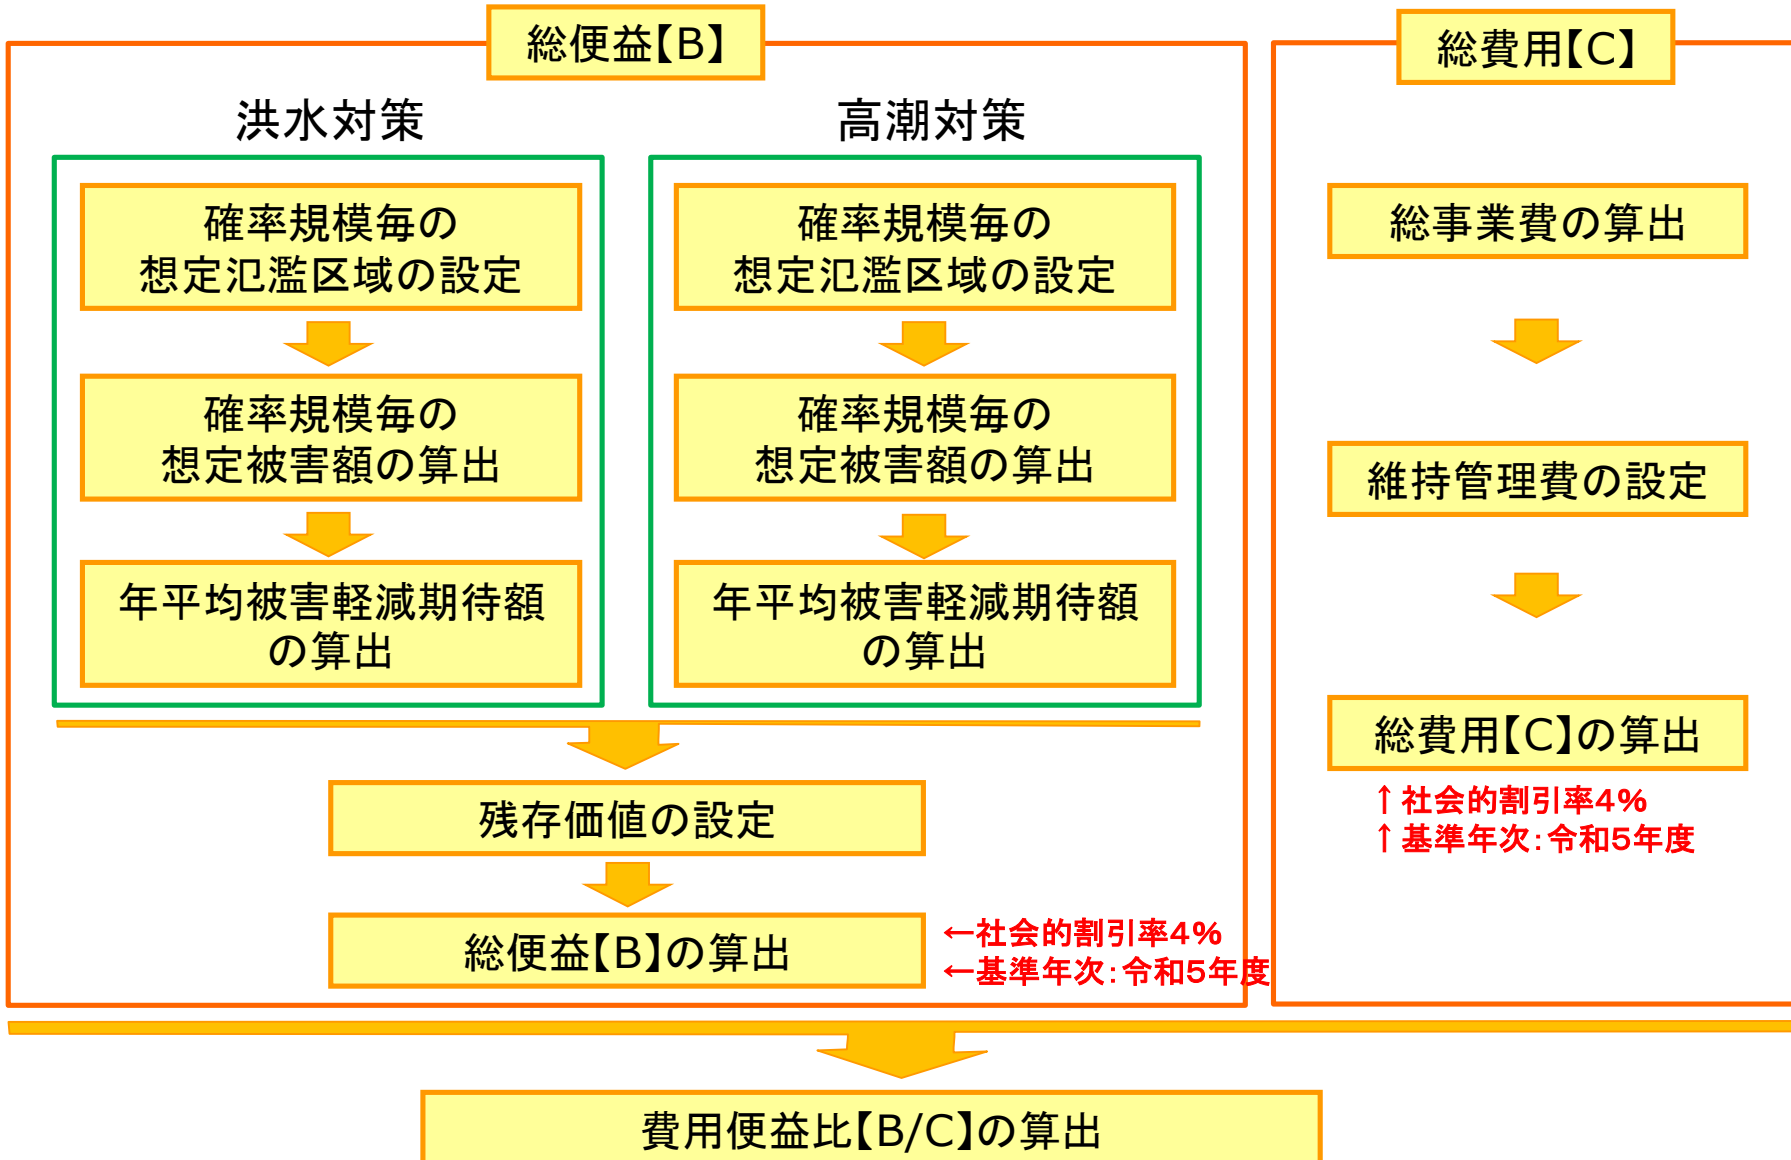 総便益【B】
洪水対策
確率規模毎の
想定氾濫区域の設定
確率規模毎の
想定被害額の算出
年平均被害軽減期待額
の算出
高潮対策
確率規模毎の
想定氾濫区域の設定
確率規模毎の
想定被害額の算出
年平均被害軽減期待額
の算出
残存価値の設定
総便益【B】の算出
←社会的割引率4%
←基準年次:令和5年度
総費用【C】
総事業費の算出
維持管理費の設定
総費用【C】の算出
↑社会的割引率4%
↑基準年次:令和5年度
費用便益比【B/C】の算出